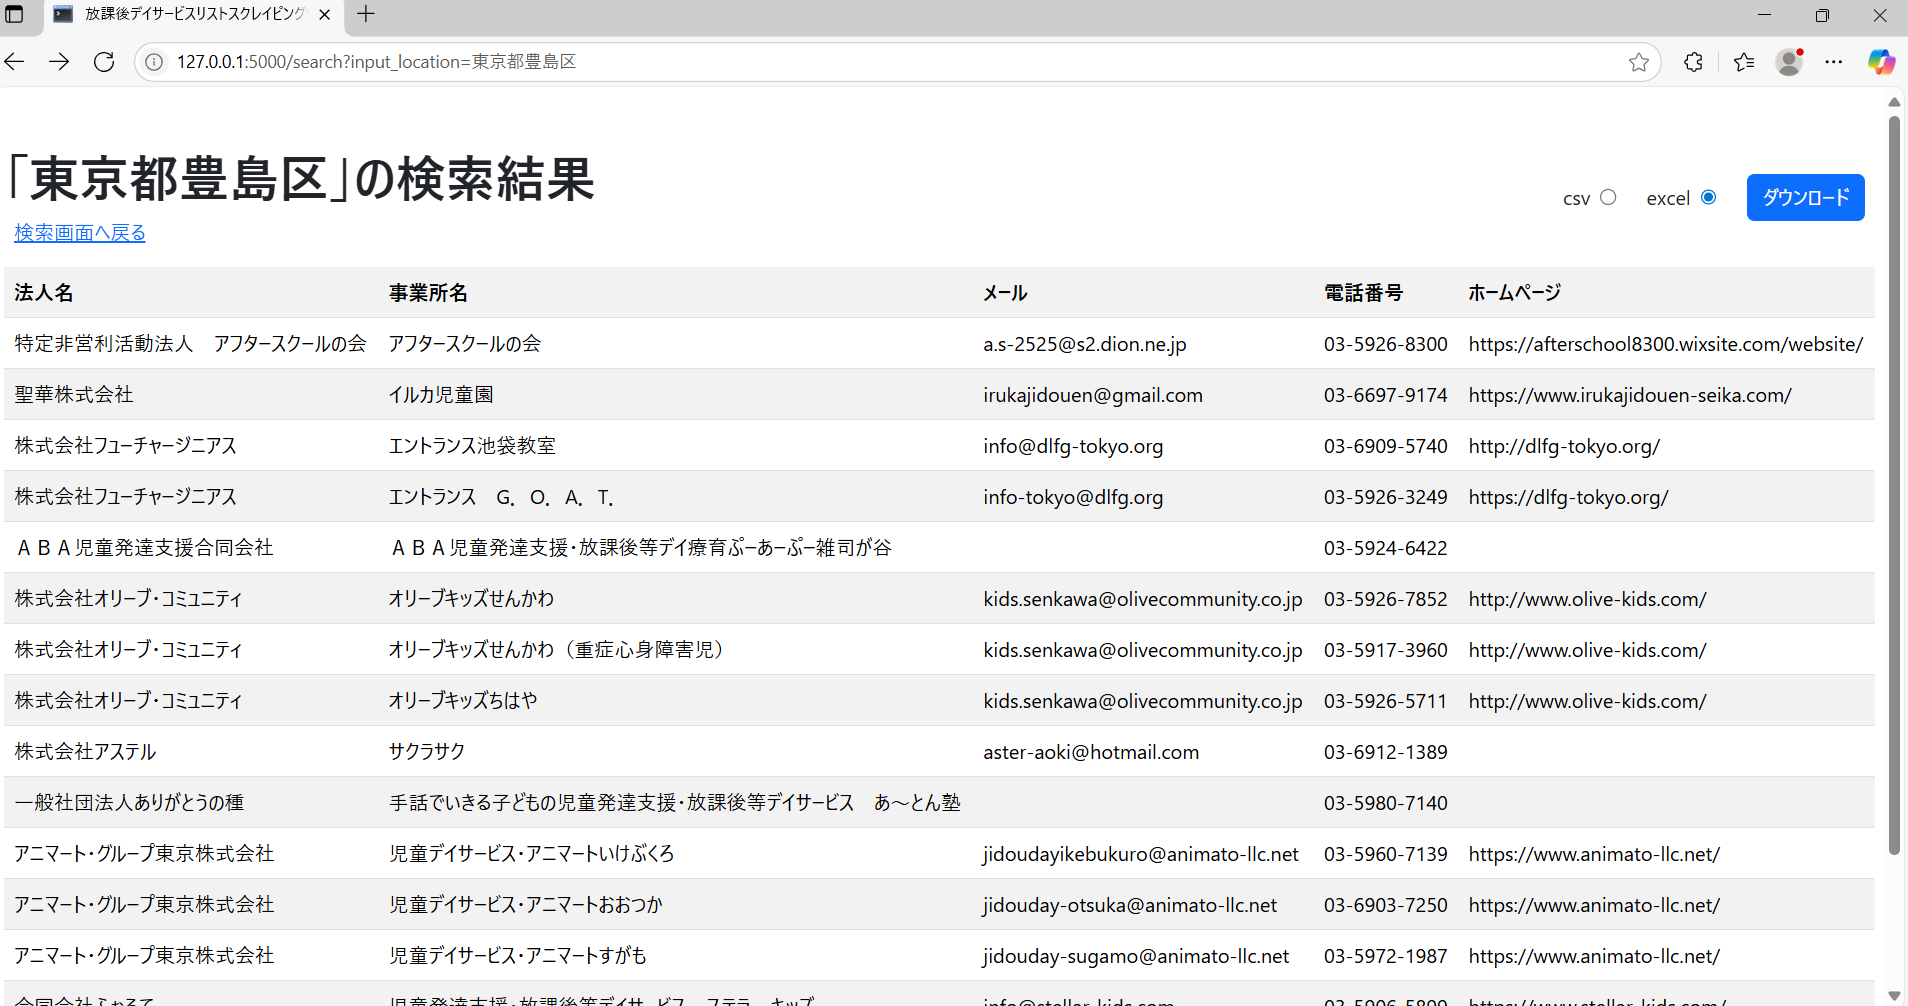 放課後デイサービスリストスクレイピング
127.0.0.1:5000/search?input_location=東京都豊島区
「東京都豊島区」の検索結果
csv excel ダウンロード
検索画面へ戻る
法人名 事業所名 メール 電話番号 ホームページ
特定非営利活動法人　アフタースクールの会 アフタースクールの会 a.s-2525@s2.dion.ne.jp 03-5926-8300 https://afterschool8300.wixsite.com/website/
聖華株式会社 イルカ児童園 irukajidouen@gmail.com 03-6697-9174 https://www.irukajidouen-seika.com/
株式会社フューチャージニアス エントランス池袋教室 info@dlfg-tokyo.org 03-6909-5740 http://dlfg-tokyo.org/
株式会社フューチャージニアス エントランス　Ｇ．Ｏ．Ａ．Ｔ． info-tokyo@dlfg.org 03-5926-3249 https://dlfg-tokyo.org/
ＡＢＡ児童発達支援合同会社 ＡＢＡ児童発達支援・放課後等デイ療育ぷーあーぷー雑司が谷 03-5924-6422
株式会社オリーブ・コミュニティ オリーブキッズせんかわ kids.senkawa@olivecommunity.co.jp 03-5926-7852 http://www.olive-kids.com/
株式会社オリーブ・コミュニティ オリーブキッズせんかわ（重症心身障害児） kids.senkawa@olivecommunity.co.jp 03-5917-3960 http://www.olive-kids.com/
株式会社オリーブ・コミュニティ オリーブキッズちはや kids.senkawa@olivecommunity.co.jp 03-5926-5711 http://www.olive-kids.com/
株式会社アステル サクラサク aster-aoki@hotmail.com 03-6912-1389
一般社団法人ありがとうの種 手話でいきる子どもの児童発達支援・放課後等デイサービス　あ～とん塾 03-5980-7140
アニマート・グループ東京株式会社 児童デイサービス・アニマートいけぶくろ jidoudayikebukuro@animato-llc.net 03-5960-7139 https://www.animato-llc.net/
アニマート・グループ東京株式会社 児童デイサービス・アニマートおおつか jidouday-otsuka@animato-llc.net 03-6903-7250 https://www.animato-llc.net/
アニマート・グループ東京株式会社 児童デイサービス・アニマートすがも jidouday-sugamo@animato-llc.net 03-5972-1987 https://www.animato-llc.net/